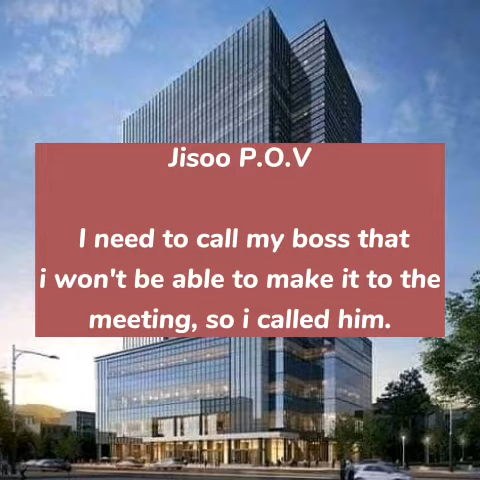 Jisoo P.O.V
I need to call my boss that
i won't be able to make it to the
meeting, so i called him.